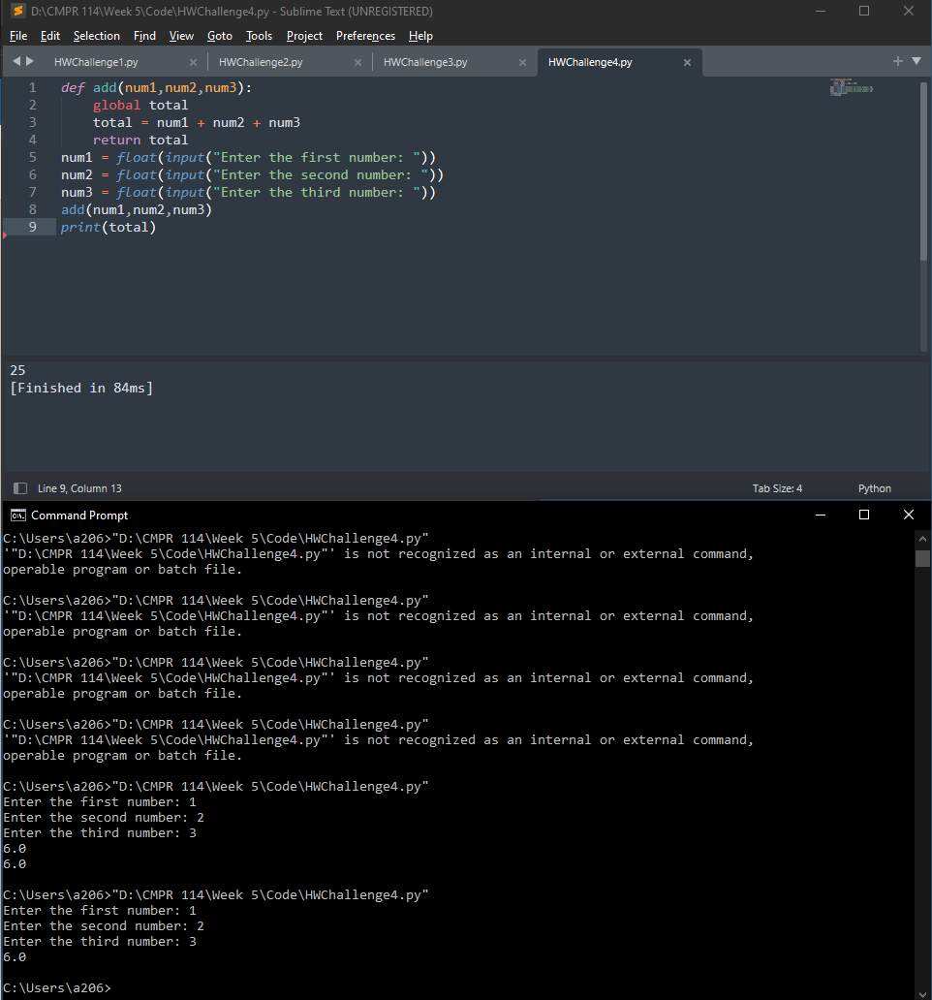 D:\CMPR 114\Week 5\Code\HWChallenge4.py - Sublime Text (UNREGISTERED)
File Edit Selection Find View Goto Tools Project Preferences Help
HWChallenge1.py HWChallenge2.py HWChallenge3.py HWChallenge4.py
1 def add(num1,num2,num3):
2     global total
3     total = num1 + num2 + num3
4     return total
5 num1 = float(input("Enter the first number: "))
6 num2 = float(input("Enter the second number: "))
7 num3 = float(input("Enter the third number: "))
8 add(num1,num2,num3)
9 print(total)
25
[Finished in 84ms]
Line 9, Column 13 Tab Size: 4 Python
Command Prompt
C:\Users\a206>"D:\CMPR 114\Week 5\Code\HWChallenge4.py"
'"D:\CMPR 114\Week 5\Code\HWChallenge4.py"' is not recognized as an internal or external command,
operable program or batch file.
C:\Users\a206>"D:\CMPR 114\Week 5\Code\HWChallenge4.py"
'"D:\CMPR 114\Week 5\Code\HWChallenge4.py"' is not recognized as an internal or external command,
operable program or batch file.
C:\Users\a206>"D:\CMPR 114\Week 5\Code\HWChallenge4.py"
'"D:\CMPR 114\Week 5\Code\HWChallenge4.py"' is not recognized as an internal or external command,
operable program or batch file.
C:\Users\a206>"D:\CMPR 114\Week 5\Code\HWChallenge4.py"
'"D:\CMPR 114\Week 5\Code\HWChallenge4.py"' is not recognized as an internal or external command,
operable program or batch file.
C:\Users\a206>"D:\CMPR 114\Week 5\Code\HWChallenge4.py"
Enter the first number: 1
Enter the second number: 2
Enter the third number: 3
6.0
6.0
C:\Users\a206>"D:\CMPR 114\Week 5\Code\HWChallenge4.py"
Enter the first number: 1
Enter the second number: 2
Enter the third number: 3
6.0
C:\Users\a206>